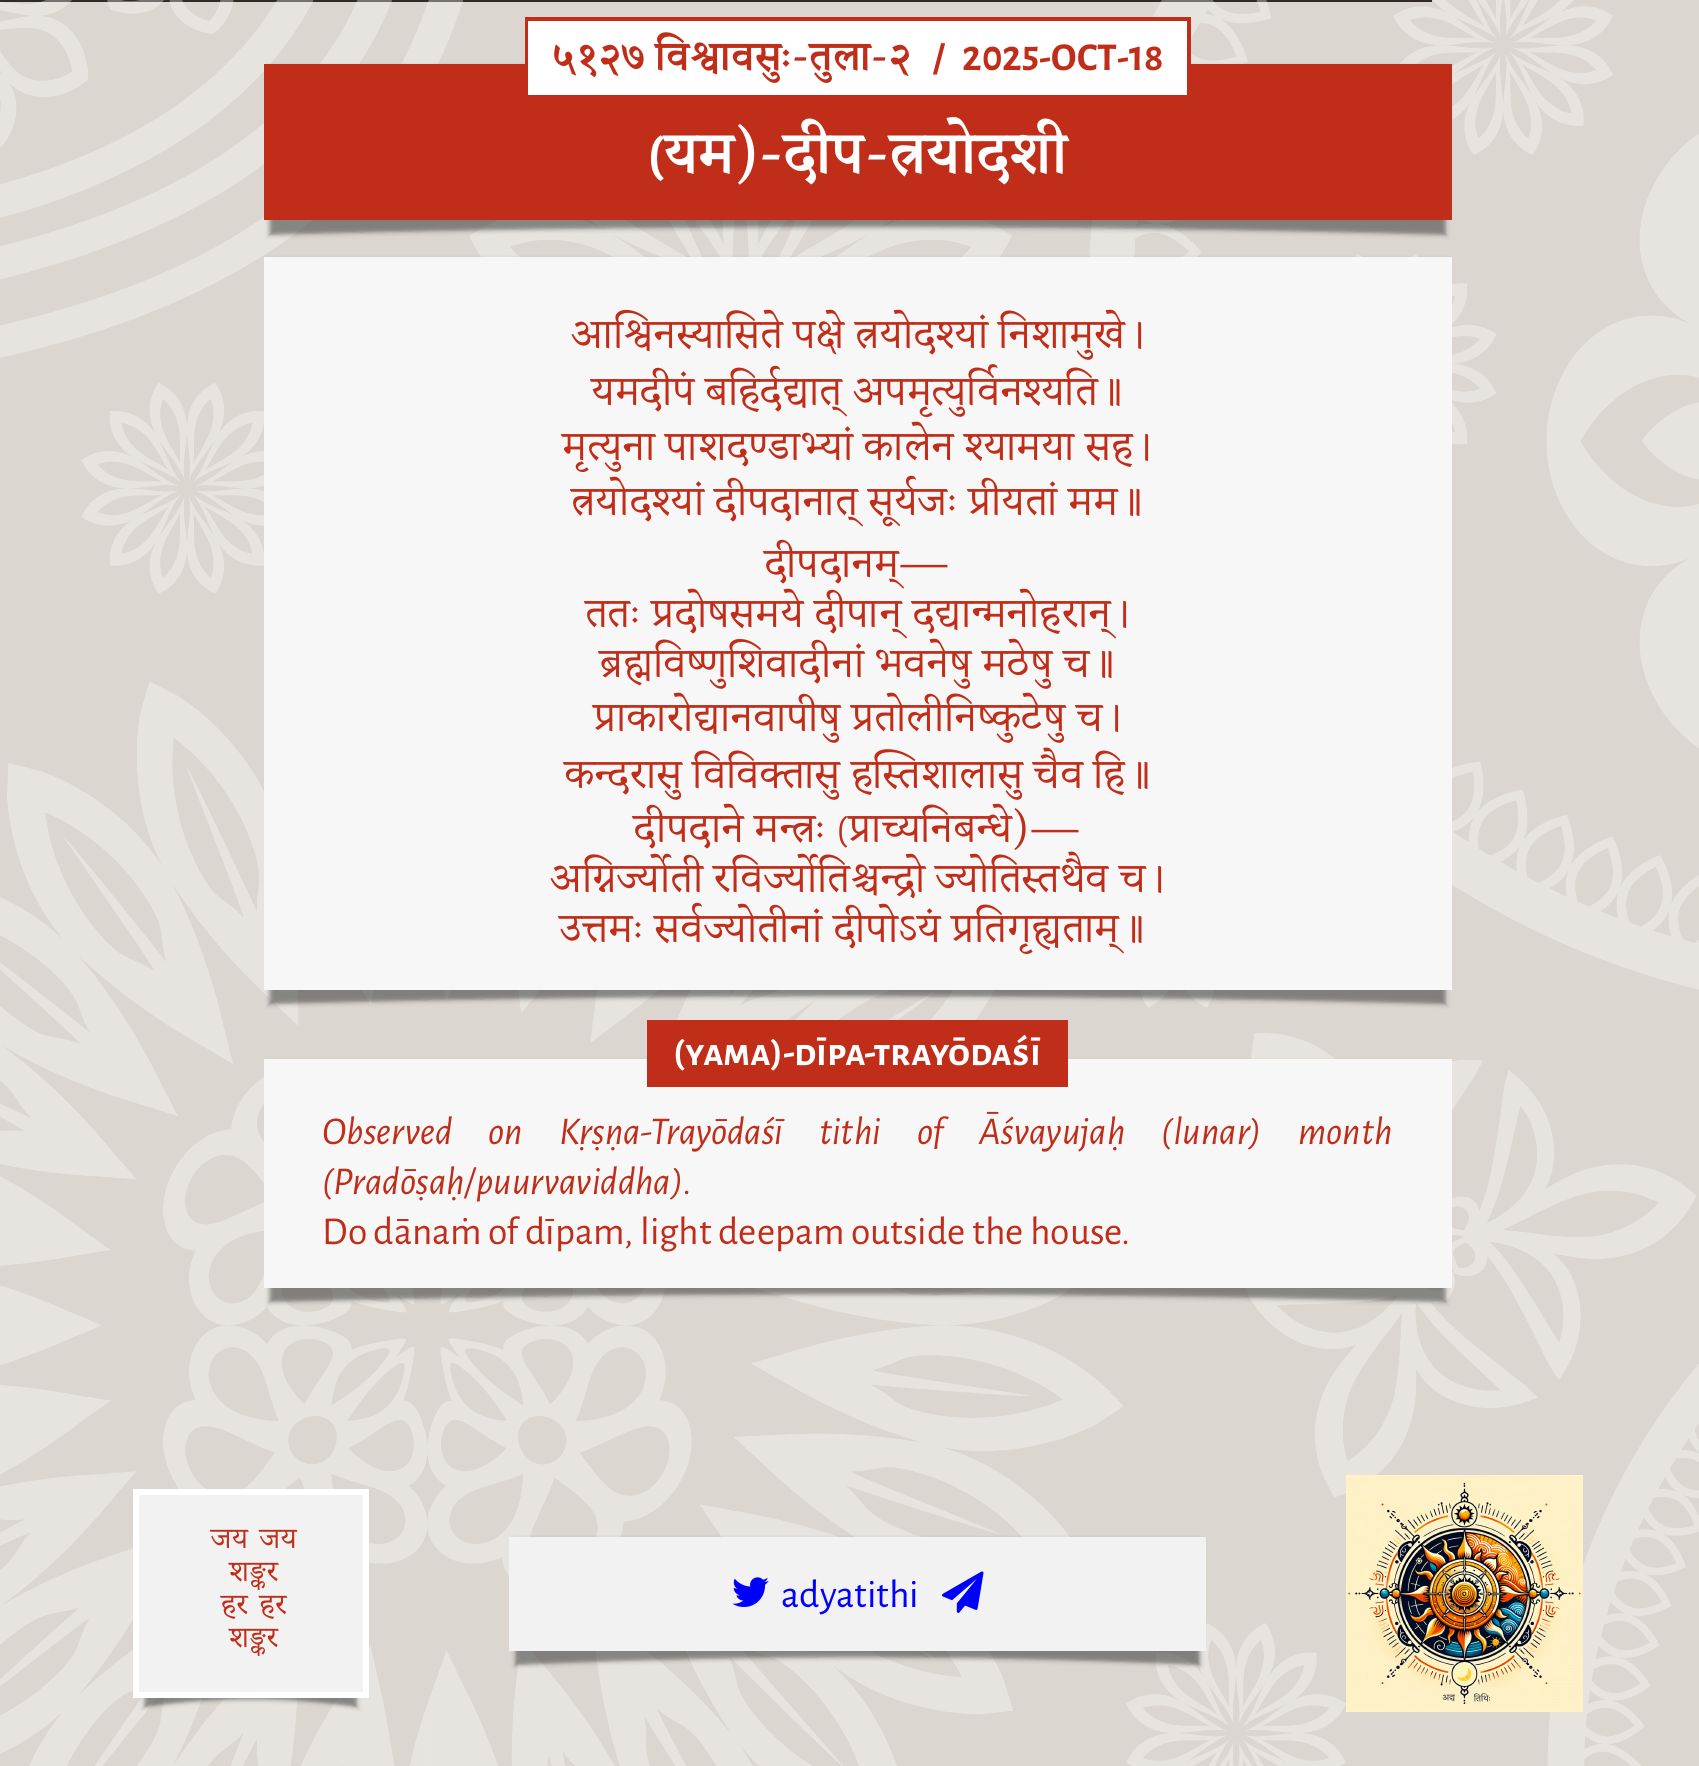 ५१२७ विश्वावसुः-तुला-२ / 2025-OCT-18
(यम)-दीप-त्रयोदशी
आश्विनस्यासिते पक्षे त्रयोदश्यां निशामुखे।
यमदीपं बहिर्दद्यात् अपमृत्युर्विनश्यति॥
मृत्युना पाशदण्डाभ्यां कालेन श्यामया सह।
त्रयोदश्यां दीपदानात् सूर्यजः प्रीयतां मम॥
दीपदानम्—
ततः प्रदोषसमये दीपान् दद्यान्मनोहरान्।
ब्रह्मविष्णुशिवादीनां भवनेषु मठेषु च॥
प्राकारोद्यानवापीषु प्रतोलीनिष्कुटेषु च।
कन्दरासु विविक्तासु हस्तिशालासु चैव हि॥
दीपदाने मन्त्रः (प्राच्यनिबन्धे)—
अग्निर्ज्योती रविर्ज्योतिश्चन्द्रो ज्योतिस्तथैव च।
उत्तमः सर्वज्योतीनां दीपोऽयं प्रतिगृह्यताम्॥
(YAMA)-DĪPA-TRAYŌDAŚĪ
Observed on Kṛṣṇa-Trayōdaśī tithi of Āśvayujaḥ (lunar) month
(Pradōṣaḥ/puurvaviddha).
Do dānaṁ of dīpam, light deepam outside the house.
जय जय
शङ्कर
हर हर
शङ्कर
adyatithi
अद्य तिथिः